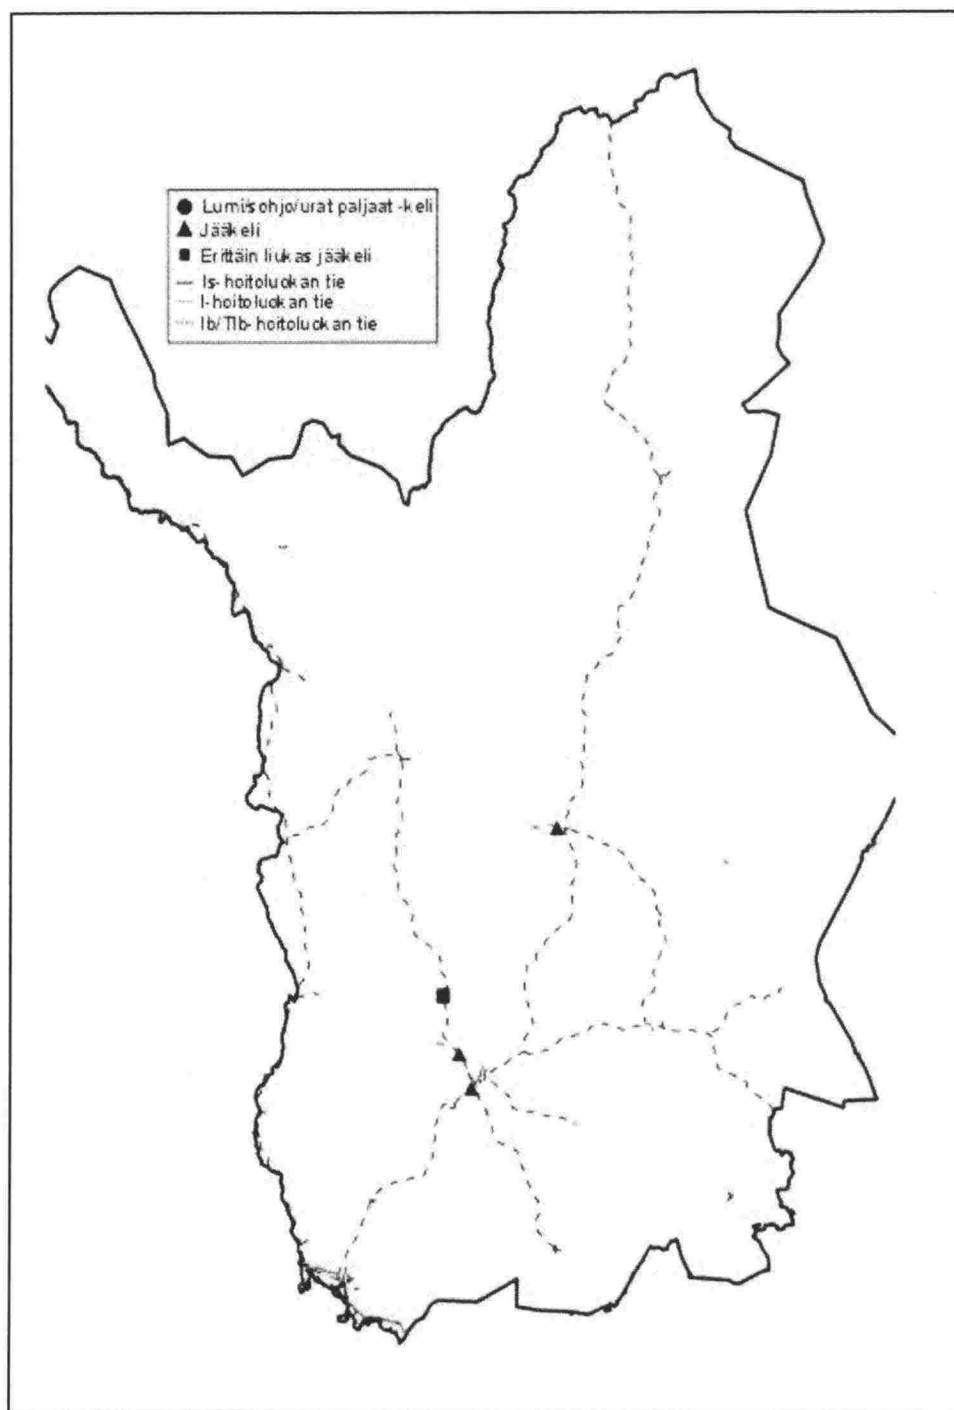 Lumi/sohjo/urat paljaat -keli
Jääkeli
Erittäin liukas jääkeli
Is-hoitoluokan tie
I-hoitoluokan tie
Ib/TIb-hoitoluokan tie